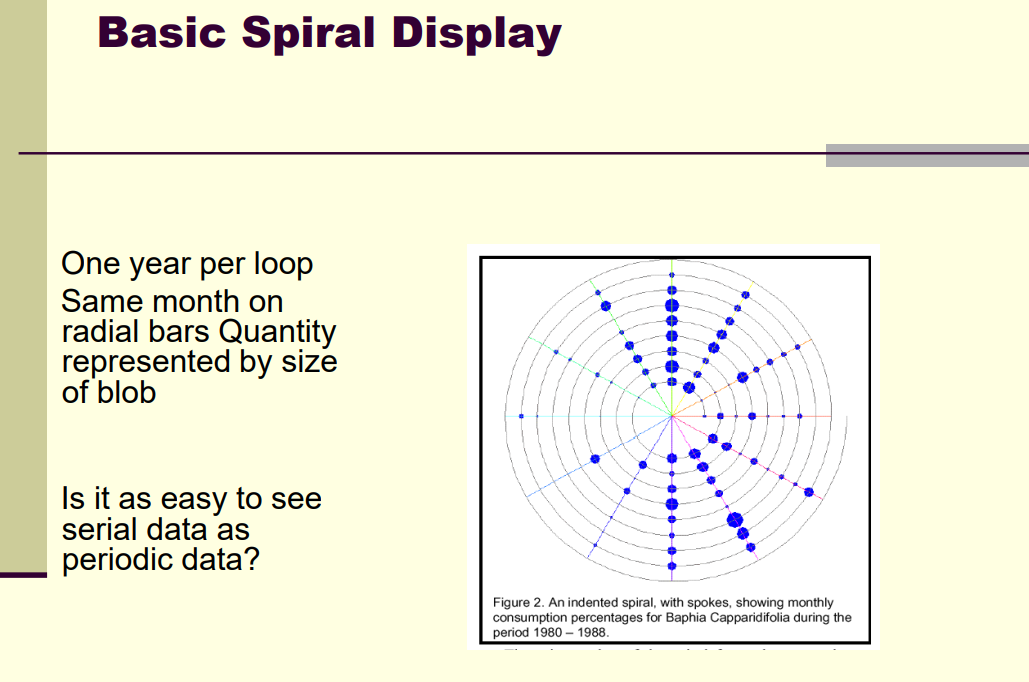 Basic Spiral Display
One year per loop
Same month on
radial bars Quantity
represented by size
of blob
Is it as easy to see
serial data as
periodic data?
Figure 2. An indented spiral, with spokes, showing monthly
consumption percentages for Baphia Capparidifolia during the
period 1980 – 1988.